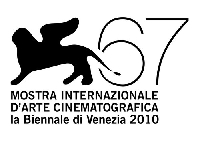 67
MOSTRA INTERNAZIONALE
D'ARTE CINEMATOGRAFICA
la Biennale di Venezia 2010